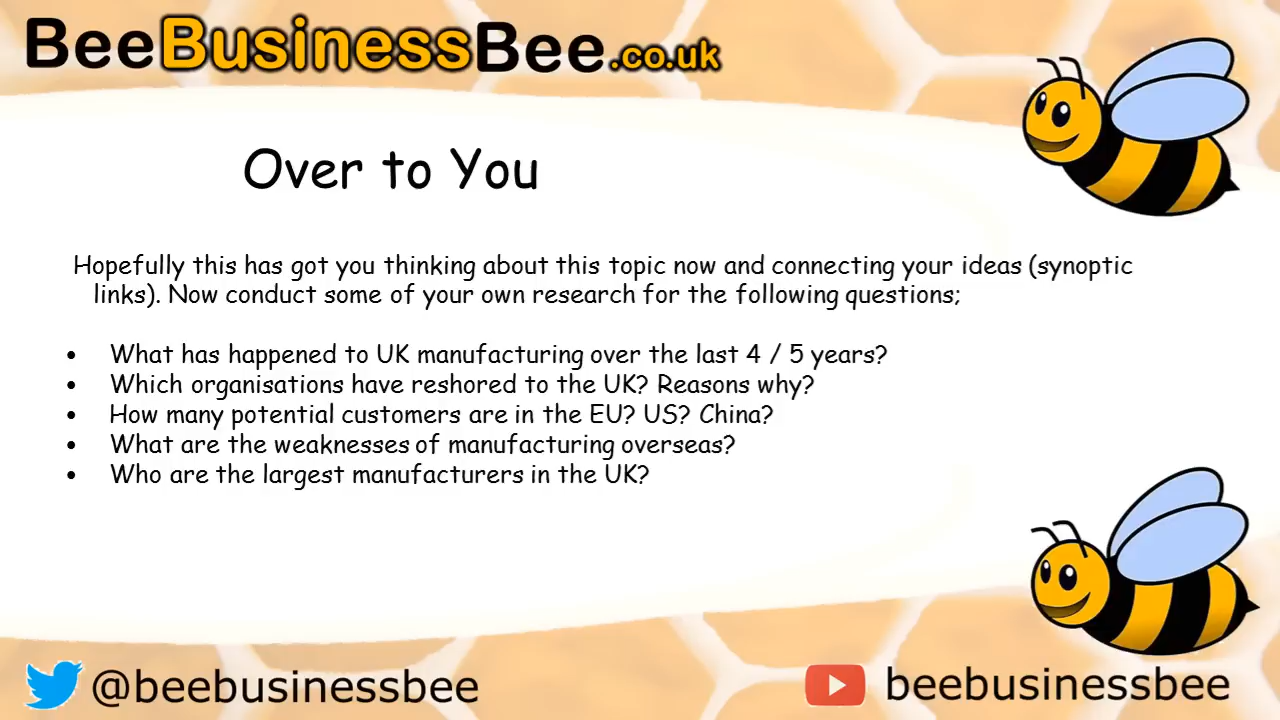 BeeBusinessBee.co.uk
Over to You
Hopefully this has got you thinking about this topic now and connecting your ideas (synoptic
links). Now conduct some of your own research for the following questions;
• What has happened to UK manufacturing over the last 4 / 5 years?
• Which organisations have reshored to the UK? Reasons why?
• How many potential customers are in the EU? US? China?
• What are the weaknesses of manufacturing overseas?
• Who are the largest manufacturers in the UK?
@beebusinessbee
beebusinessbee